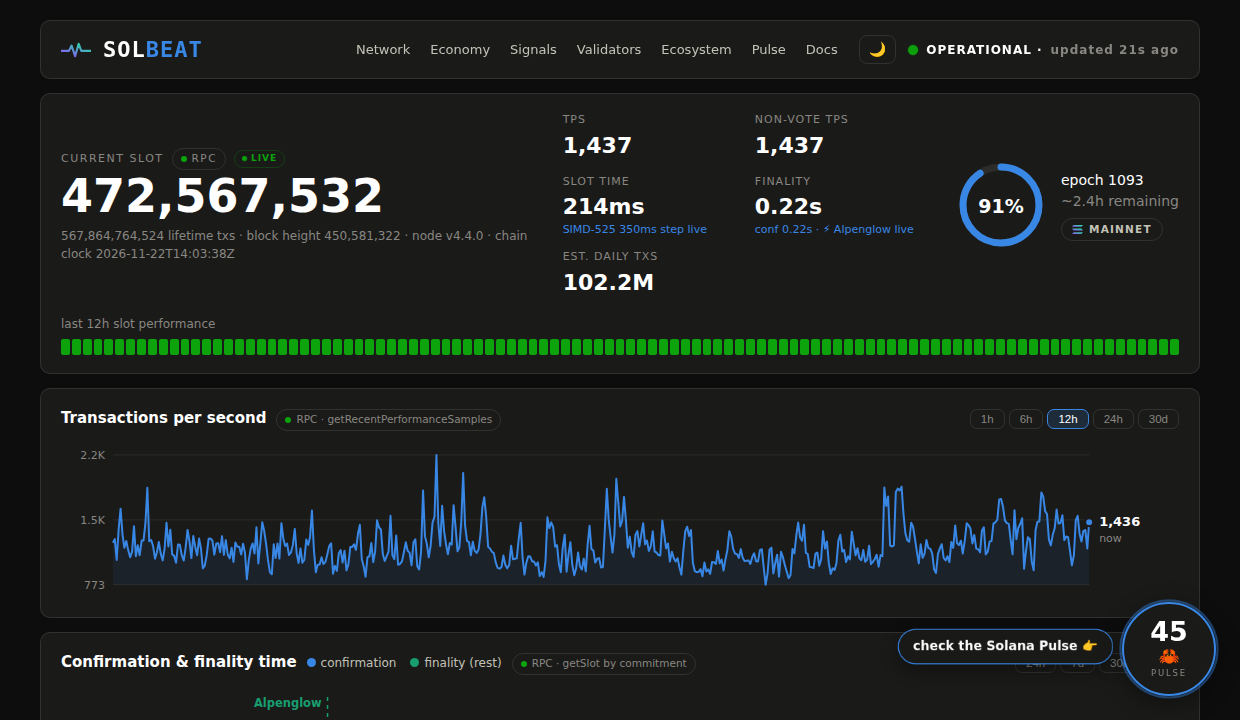 SOLBEAT
Network Economy Signals Validators Ecosystem Pulse Docs
OPERATIONAL · updated 21s ago
CURRENT SLOT RPC LIVE
472,567,532
567,864,764,524 lifetime txs · block height 450,581,322 · node v4.4.0 · chain
clock 2026-11-22T14:03:38Z
TPS
1,437
NON-VOTE TPS
1,437
SLOT TIME
214ms
SIMD-525 350ms step live
FINALITY
0.22s
conf 0.22s · ⚡ Alpenglow live
EST. DAILY TXS
102.2M
91%
epoch 1093
~2.4h remaining
MAINNET
last 12h slot performance
Transactions per second RPC · getRecentPerformanceSamples
1h 6h 12h 24h 30d
2.2K
1.5K
773
1,436
now
Confirmation & finality time confirmation finality (rest) RPC · getSlot by commitment
24h 7d
Alpenglow
check the Solana Pulse 👉
45
🦀
PULSE